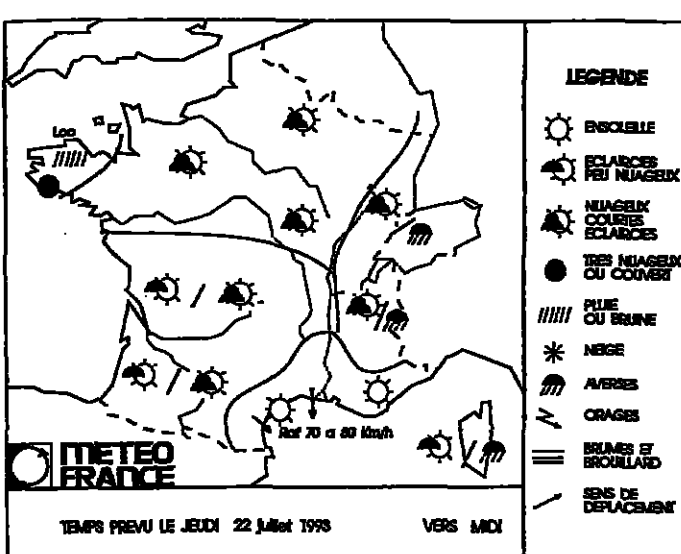 Loc
Raf 70 a 80 Km/h
METEO
FRANCE
TEMPS PREVU LE JEUDI 22 juillet 1993 VERS MIDI
LEGENDE
ENSOLEILLE
ECLAIRCIES
PEU NUAGEUX
NUAGEUX
COURTES
ECLAIRCIES
TRES NUAGEUX
OU COUVERT
PLUIE
OU BRUINE
NEIGE
AVERSES
ORAGES
BRUMES ET
BROUILLARD
SENS DE
DEPLACEMENT